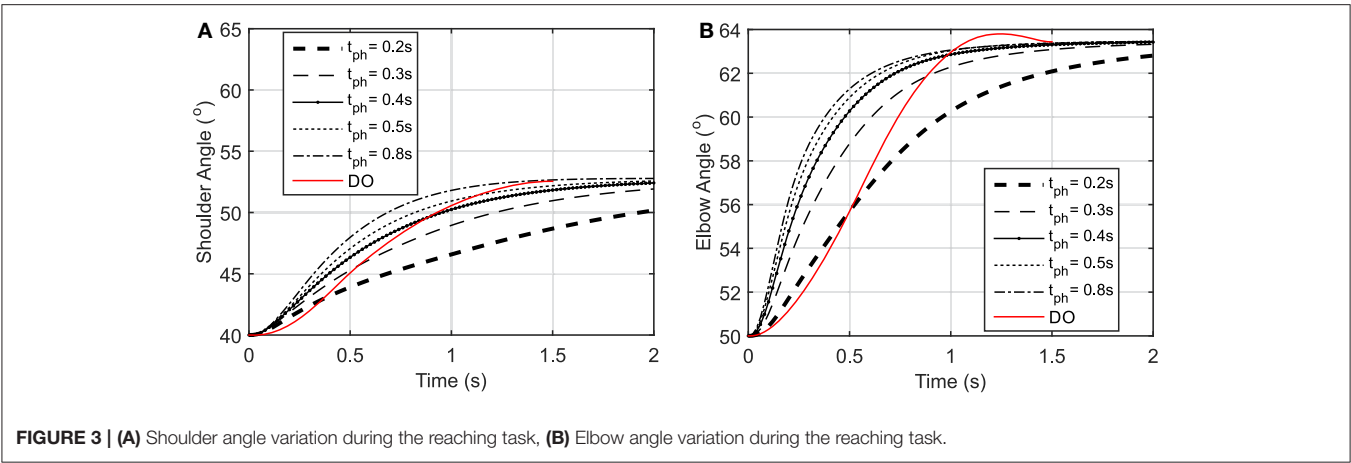 A
65
60
55
50
45
40
Shoulder Angle (°)
t_ph = 0.2s
t_ph = 0.3s
t_ph = 0.4s
t_ph = 0.5s
t_ph = 0.8s
DO
0 0.5 1 1.5 2
Time (s)
B
64
62
60
58
56
54
52
50
Elbow Angle (°)
t_ph = 0.2s
t_ph = 0.3s
t_ph = 0.4s
t_ph = 0.5s
t_ph = 0.8s
DO
0 0.5 1 1.5 2
Time (s)
FIGURE 3 | (A) Shoulder angle variation during the reaching task, (B) Elbow angle variation during the reaching task.